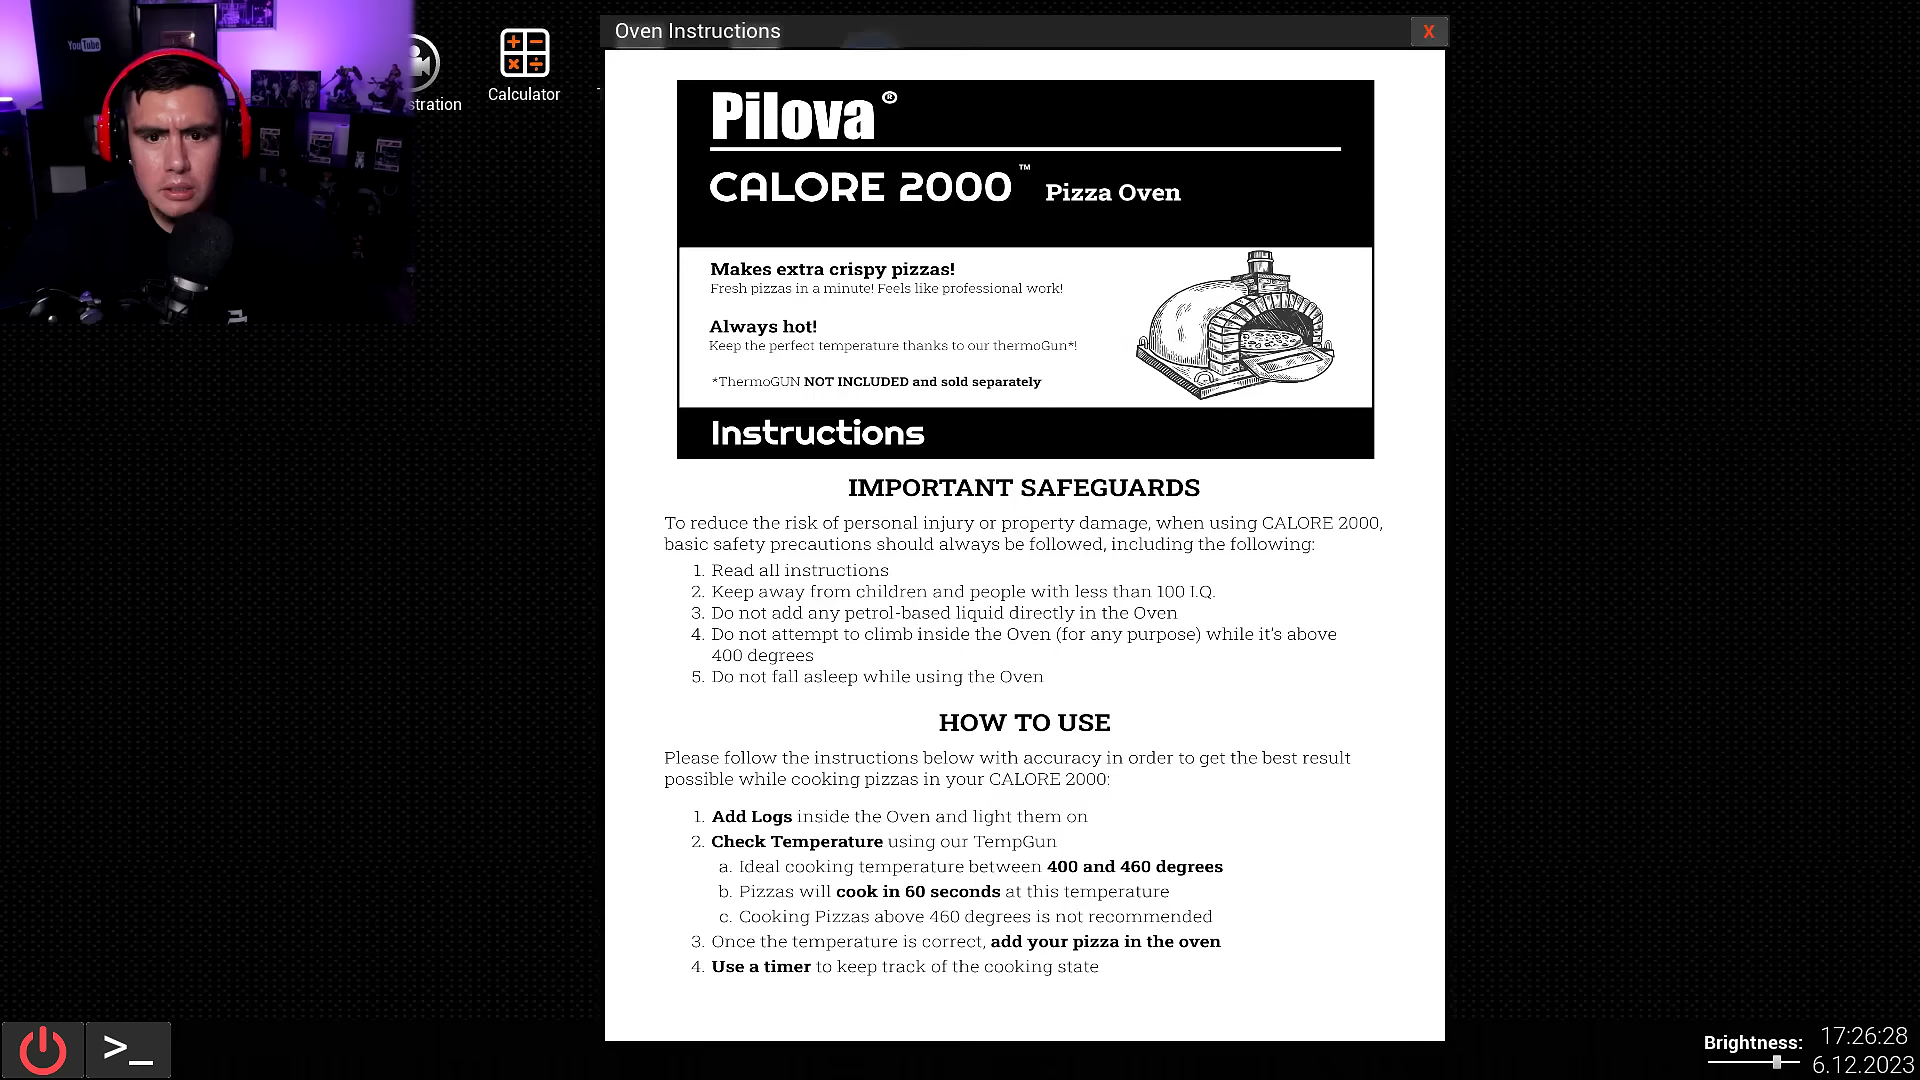 YouTube
stration
Calculator
Oven Instructions
X
Pilova®
CALORE 2000™ Pizza Oven
Makes extra crispy pizzas!
Fresh pizzas in a minute! Feels like professional work!
Always hot!
Keep the perfect temperature thanks to our thermoGun*!
*ThermoGUN NOT INCLUDED and sold separately
Instructions
IMPORTANT SAFEGUARDS
To reduce the risk of personal injury or property damage, when using CALORE 2000,
basic safety precautions should always be followed, including the following:
1. Read all instructions
2. Keep away from children and people with less than 100 I.Q.
3. Do not add any petrol-based liquid directly in the Oven
4. Do not attempt to climb inside the Oven (for any purpose) while it's above
400 degrees
5. Do not fall asleep while using the Oven
HOW TO USE
Please follow the instructions below with accuracy in order to get the best result
possible while cooking pizzas in your CALORE 2000:
1. Add Logs inside the Oven and light them on
2. Check Temperature using our TempGun
a. Ideal cooking temperature between 400 and 460 degrees
b. Pizzas will cook in 60 seconds at this temperature
c. Cooking Pizzas above 460 degrees is not recommended
3. Once the temperature is correct, add your pizza in the oven
4. Use a timer to keep track of the cooking state
>_
Brightness:
17:26:28
6.12.2023